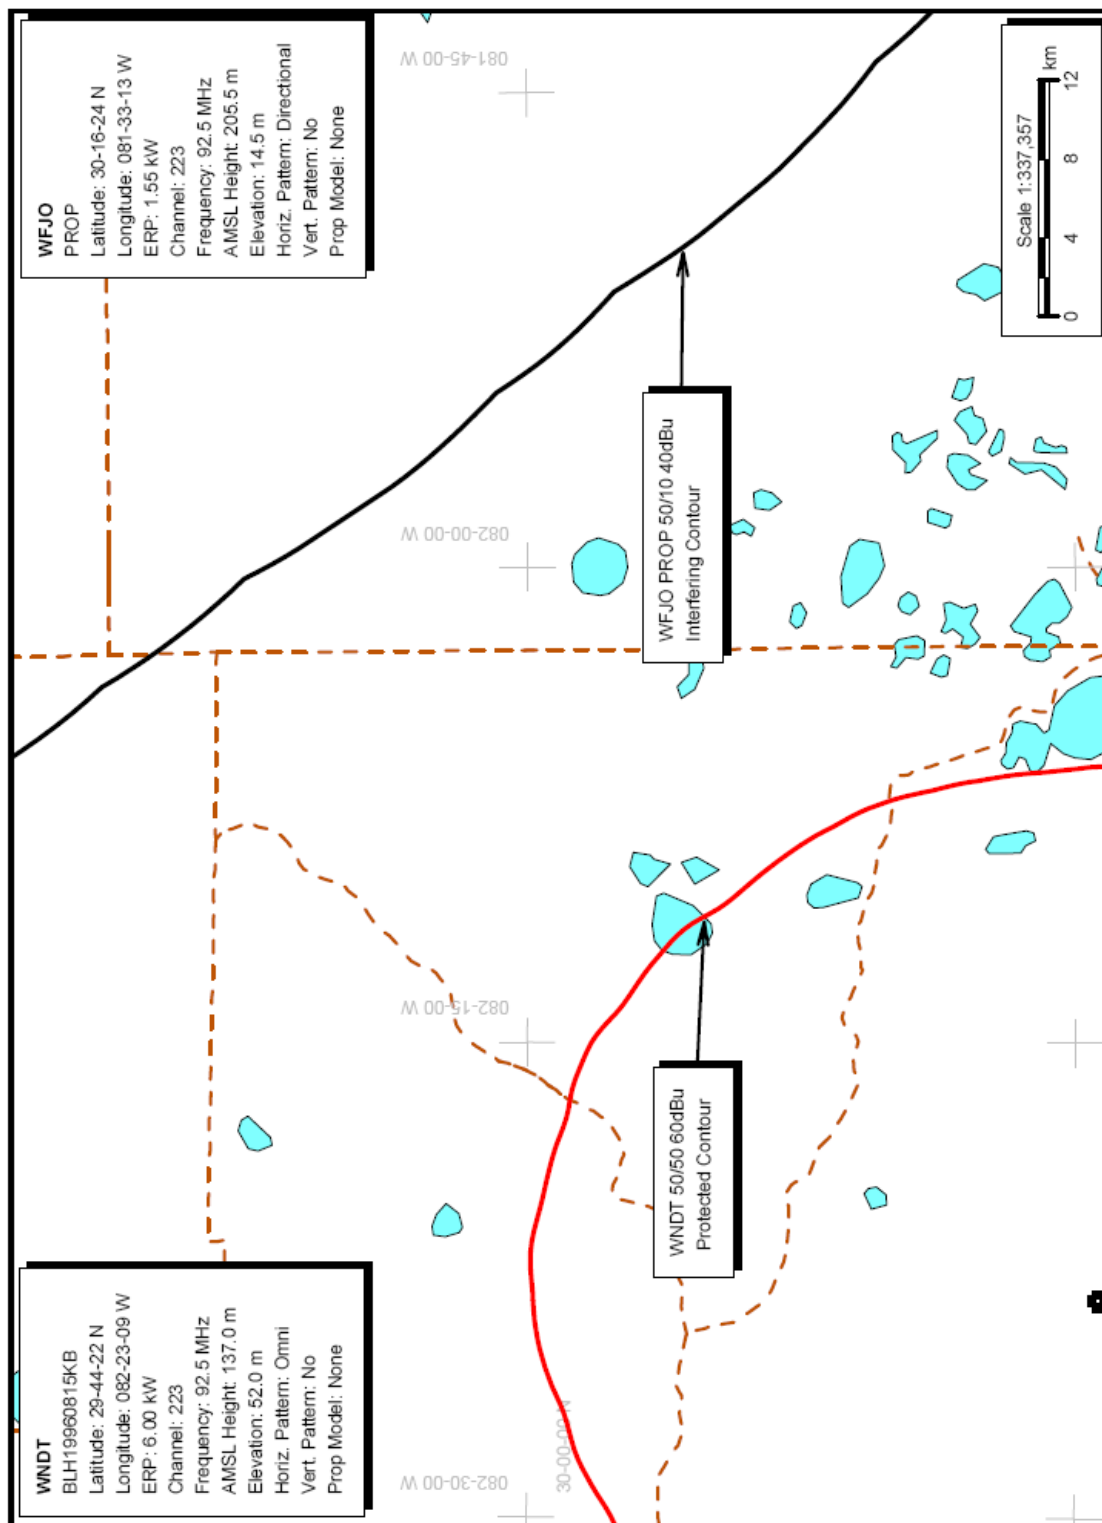 WNDT
BLH19960815KB
Latitude: 29-44-22 N
Longitude: 082-23-09 W
ERP: 6.00 kW
Channel: 223
Frequency: 92.5 MHz
AMSL Height: 137.0 m
Elevation: 52.0 m
Horiz. Pattern: Omni
Vert. Pattern: No
Prop Model: None
WFJO
PROP
Latitude: 30-16-24 N
Longitude: 081-33-13 W
ERP: 1.55 kW
Channel: 223
Frequency: 92.5 MHz
AMSL Height: 205.5 m
Elevation: 14.5 m
Horiz. Pattern: Directional
Vert. Pattern: No
Prop Model: None
082-30-00 W
082-15-00 W
082-00-00 W
081-45-00 W
30-00-00 N
WNDT 50/50 60dBu
Protected Contour
WFJO PROP 50/10 40dBu
Interfering Contour
Scale 1:337,357
0 4 8 12
km